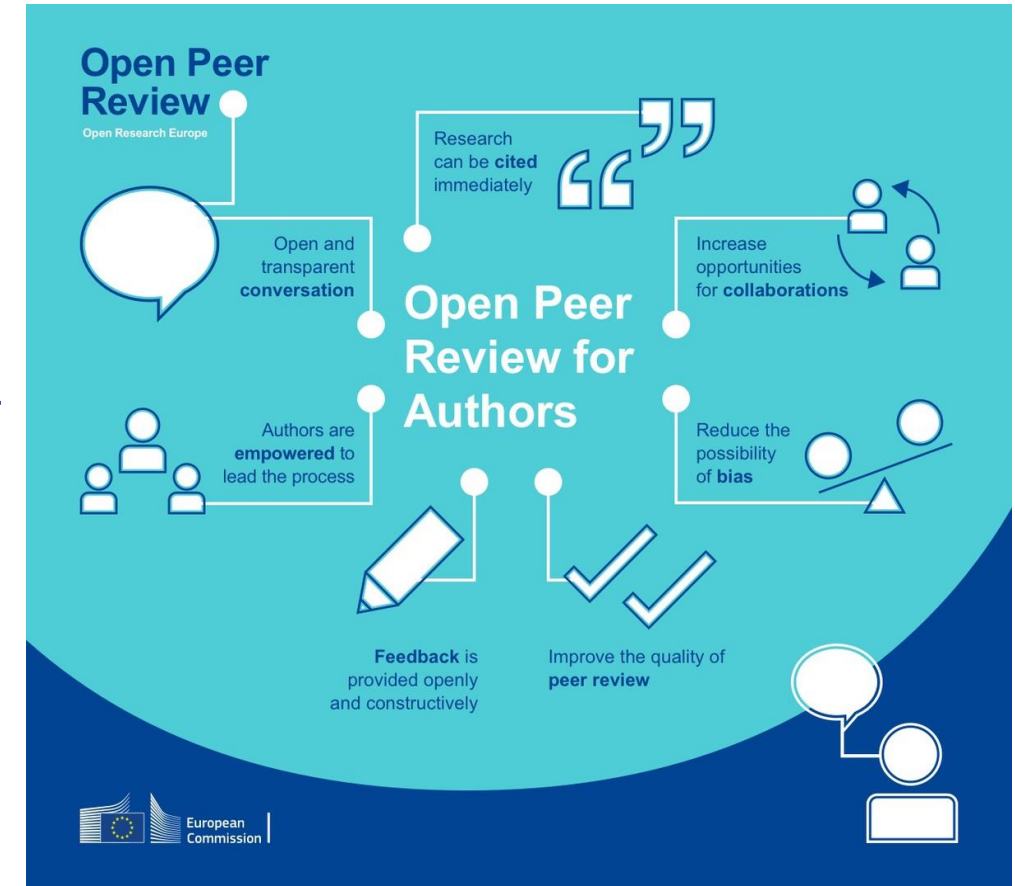 Open Peer
Review
Open Research Europe
Research
can be cited
immediately
Open and
transparent
conversation
Increase
opportunities
for collaborations
Open Peer
Review for
Authors
Authors are
empowered to
lead the process
Reduce the
possibility
of bias
Feedback is
provided openly
and constructively
Improve the quality of
peer review
European
Commission